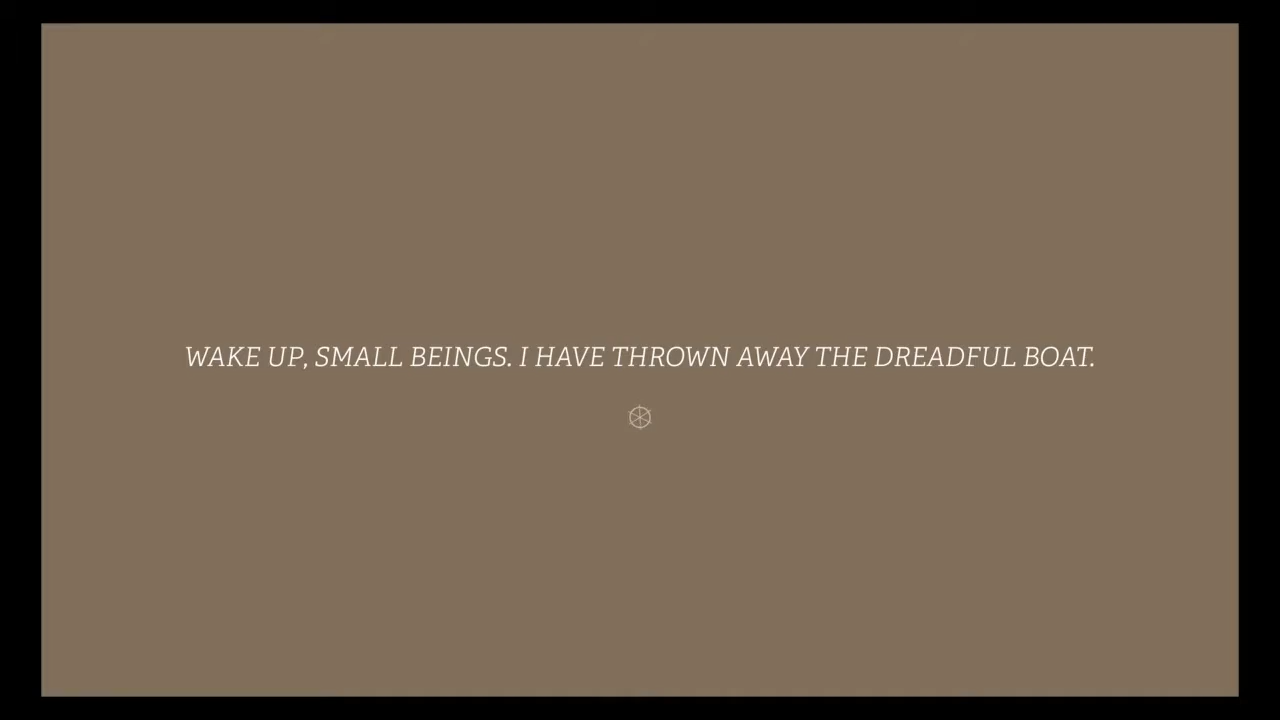 WAKE UP, SMALL BEINGS. I HAVE THROWN AWAY THE DREADFUL BOAT.